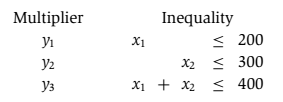 Multiplier Inequality
y₁ x₁ ≤ 200
y₂ x₂ ≤ 300
y₃ x₁ + x₂ ≤ 400